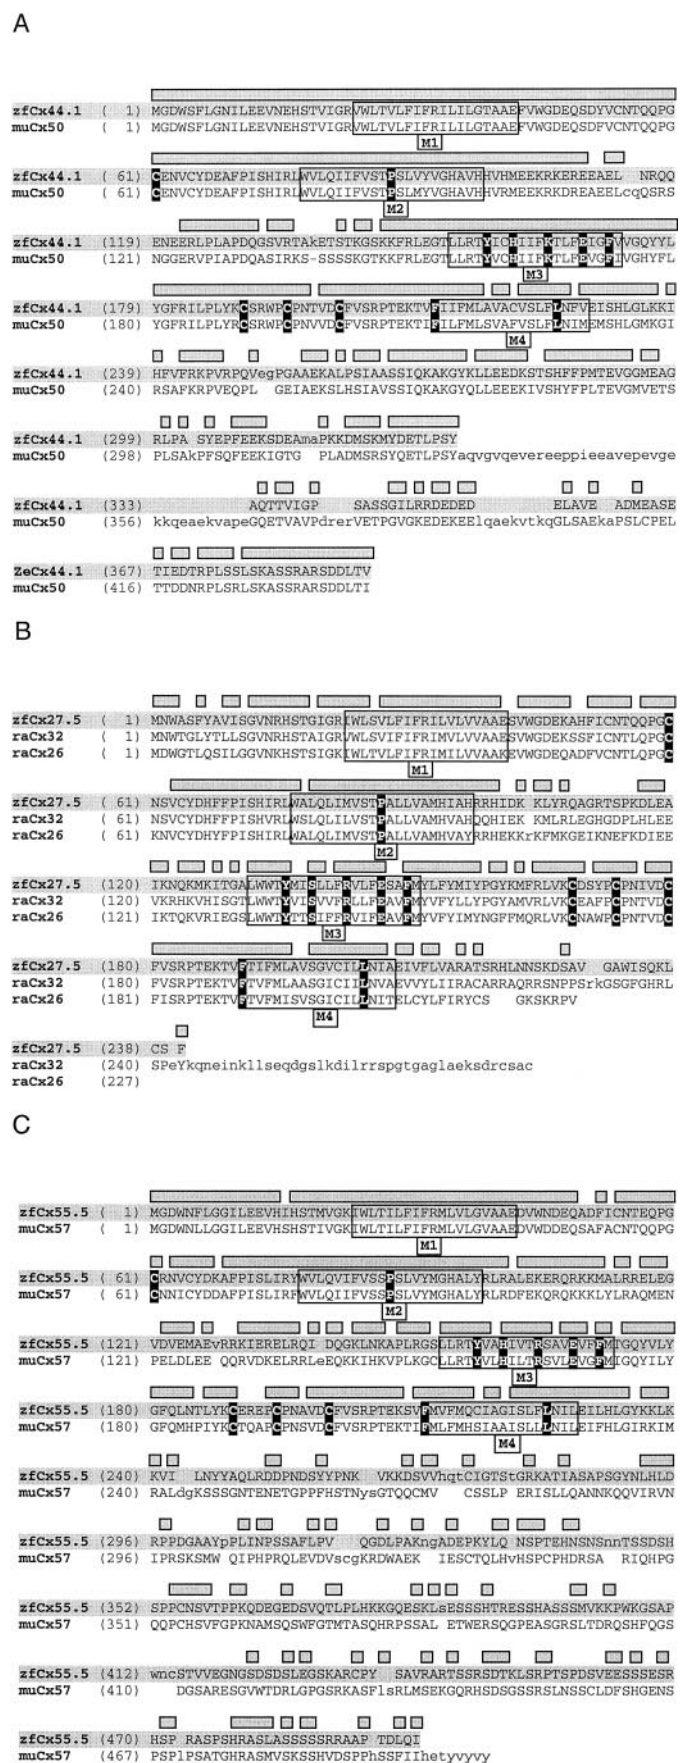 A
zfCx44.1 ( 1) MGDWSFLGNILEEVNEHSTVIGRVWLTVLFIFRILILGTAAEFVWGDEQSDYVCNTQQPG
muCx50 ( 1) MGDWSFLGNILEEVNEHSTVIGRVWLTVLFIFRILILGTAAEFVWGDEQSDFVCNTQQPG
M1
zfCx44.1 ( 61) CENVCYDEAFPISHIRLWVLQIIFVSTPSLVYVGHAVHHVHMEEKRKEREEAEL NRQQ
muCx50 ( 61) CENVCYDEAFPISHIRLWVLQIIFVSTPSLMYVGHAVHHVRMEEKRKDREAEELcqQSRS
M2
zfCx44.1 (119) ENEERLPLAPDQGSVRTAkETSTKGSKKFRLEGTLLRTYICHIIFKTLFEIGFVVGQYYL
muCx50 (121) NGGERVPIAPDQASIRKS-SSSSKGTKKFRLEGTLLRTYVCHIIFKTLFEVGFIVGHYFL
M3
zfCx44.1 (179) YGFRILPLYKCSRWPCPNTVDCFVSRPTEKTVFIIFMLAVACVSLFLNFVEISHLGLKKI
muCx50 (180) YGFRILPLYRCSRWPCPNVVDCFVSRPTEKTIFILFMLSVAFVSLFLNIMEMSHLGMKGI
M4
zfCx44.1 (239) HFVFRKPVRPQVegPGAAEKALPSIAASSIQKAKGYKLLEEDKSTSHFFPMTEVGGMEAG
muCx50 (240) RSAFKRPVEQPL GEIAEKSLHSIAVSSIQKAKGYQLLEEEKIVSHYFPLTEVGMVETS
zfCx44.1 (299) RLPA SYEPFEEKSDEAmaPKKDMSKMYDETLPSY
muCx50 (298) PLSAkPFSQFEEKIGTG PLADMSRSYQETLPSYaqvgvqevereeppieeavepevge
zfCx44.1 (333) AQTTVIGP SASSGILRRDEDED ELAVE ADMEASE
muCx50 (356) kkqeaekvapeGQETVAVPdrerVETPGVGKEDEKEElqaekvtkqGLSAEkaPSLCPEL
ZeCx44.1 (367) TIEDTRPLSSLSKASSRARSDDLTV
muCx50 (416) TTDDNRPLSRLSKASSRARSDDLTI
B
zfCx27.5 ( 1) MNWASFYAVISGVNRHSTGIGRIWLSVLFIFRILVLVVAAESVWGDEKAHFICNTQQPGC
raCx32 ( 1) MNWTGLYTLLSGVNRHSTAIGRVWLSVIFIFRIMVLVVAAESVWGDEKSSFICNTLQPGC
raCx26 ( 1) MDWGTLQSILGGVNKHSTSIGKIWLTVLFIFRIMILVVAAKEVWGDEQADFVCNTLQPGC
M1
zfCx27.5 ( 61) NSVCYDHFFPISHIRLWALQLIMVSTPALLVAMHIAHRRHIDK KLYRQAGRTSPKDLEA
raCx32 ( 61) NSVCYDHFFPISHVRLWSLQLILVSTPALLVAMHVAHQQHIEK KMLRLEGHGDPLHLEE
raCx26 ( 61) KNVCYDHYFPISHIRLWALQLIMVSTPALLVAMHVAYRRHEKKrKFMKGEIKNEFKDIEE
M2
zfCx27.5 (120) IKNQKMKITGALWWTYMISLLFRVLFESAFMYLFYMIYPGYKMFRLVKCDSYPCPNIVDC
raCx32 (120) VKRHKVHISGTLWWTYVISVVFRLLFEAVFMYVFYLLYPGYAMVRLVKCEAFPCPNTVDC
raCx26 (121) IKTQKVRIEGSLWWTYTTSIFFRVIFEAVFMYVFYIMYNGFFMQRLVKCNAWPCPNTVDC
M3
zfCx27.5 (180) FVSRPTEKTVFTIFMLAVSGVCILLNIAEIVFLVARATSRHLNNSKDSAV GAWISQKL
raCx32 (180) FVSRPTEKTVFTVFMLAASGICIILNVAEVVYLIIRACARRAQRRSNPPSrkGSGFGHRL
raCx26 (181) FISRPTEKTVFTVFMISVSGICILLNITELCYLFIRYCS GKSKRPV
M4
zfCx27.5 (238) CS F
raCx32 (240) SPeYkqneinkllseqdgslkdilrrspgtgaglaeksdrcsac
raCx26 (227)
C
zfCx55.5 ( 1) MGDWNFLGGILEEVHIHSTMVGKIWLTILFIFRMLVLGVAAEDVWNDEQADFICNTEQPG
muCx57 ( 1) MGDWNLLGGILEEVHSHSTIVGKIWLTILFIFRMLVLGVAAEDVWDDEQSAFACNTQQPG
M1
zfCx55.5 ( 61) CRNVCYDKAFPISLIRYWVLQVIFVSSPSLVYMGHALYRLRALEKERQRKKMALRRELEG
muCx57 ( 61) CNNICYDDAFPISLIRFWVLQIIFVSSPSLVYMGHALYRLRDFEKQRQKKKLYLRAQMEN
M2
zfCx55.5 (121) VDVEMAEvRRKIERELRQI DQGKLNKAPLRGSLLRTYVAHIVTRSAVEVFFMIGQYVLY
muCx57 (121) PELDLEE QQRVDKELRRLeEQKKIHKVPLKGCLLRTYVLHILTRSVLEVGFMIGQYILY
M3
zfCx55.5 (180) GFQLNTLYKCEREPCPNAVDCFVSRPTEKSVFMVFMQCIAGISLFLNILEILHLGYKKLK
muCx57 (180) GFQMHPIYKCTQAPCPNSVDCFVSRPTEKTIFMLFMHSIAAISLLLNILEIFHLGIRKIM
M4
zfCx55.5 (240) KVI LNYYAQLRDDPNDSYYPNK VKKDSVVhqtCIGTStGRKATIASAPSGYNLHLD
muCx57 (240) RALdgKSSSGNTENETGPPFHSTNysGTQQCMV CSSLP ERISLLQANNKQQVIRVN
zfCx55.5 (296) RPPDGAAYpPLINPSSAFLPV QGDLPAKngADEPKYLQ NSPTEHNSNSnnTSSDSH
muCx57 (296) IPRSKSMW QIPHPRQLEVDVscgKRDWAEK IESCTQLHvHSPCPHDRSA RIQHPG
zfCx55.5 (352) SPPCNSVTPPKQDEGEDSVQTLPLHKKGQESKLsESSSHTRESSHASSSMVKKPWKGSAP
muCx57 (351) QQPCHSVFGPKNAMSQSWFGTMTASQHRPSSAL ETWERSQGPEASGRSLTDRQSHFQGS
zfCx55.5 (412) wncSTVVEGNGSDSDSLEGSKARCPY SAVRARTSSRSDTKLSRPTSPDSVEESSSESR
muCx57 (410) DGSARESGVWTDRLGPGSRKASFlsRLMSEKGQRHSDSGSSRSLNSSCLDFSHGENS
zfCx55.5 (470) HSP RASPSHRASLASSSSSRRAAP TDLQI
muCx57 (467) PSPlPSATGHRASMVSKSSHVDSPPhSSFIIhetyvyvy